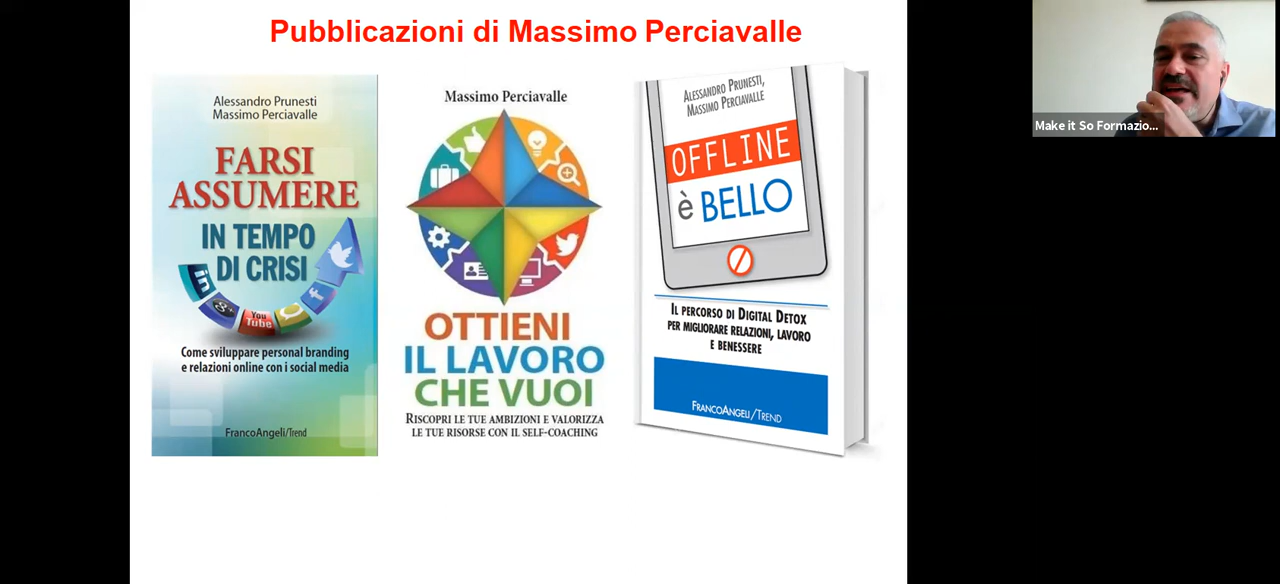 Pubblicazioni di Massimo Perciavalle
Alessandro Prunesti
Massimo Perciavalle
FARSI
ASSUMERE
IN TEMPO
DI CRISI
in
g+
You
Tube
f
Come sviluppare personal branding
e relazioni online con i social media
FrancoAngeli/Trend
Massimo Perciavalle
OTTIENI
IL LAVORO
CHE VUOI
RISCOPRI LE TUE AMBIZIONI E VALORIZZA
LE TUE RISORSE CON IL SELF-COACHING
ALESSANDRO PRUNESTI,
MASSIMO PERCIAVALLE
OFFLINE
è BELLO
IL PERCORSO DI DIGITAL DETOX
PER MIGLIORARE RELAZIONI, LAVORO
E BENESSERE
FRANCOANGELI/TREND
Make it So Formazio...